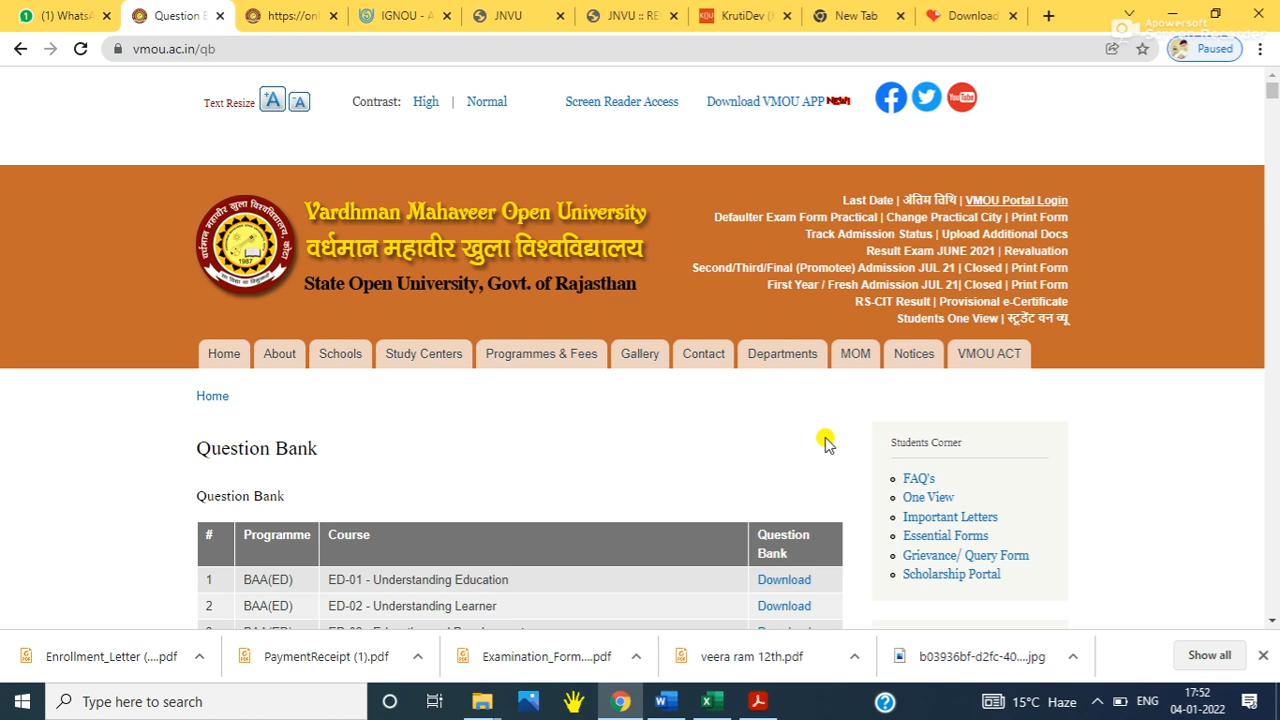 (1) WhatsA
Question B
https://onl
IGNOU - A
JNVU
JNVU :: RE
KrutiDev (
New Tab
Download
Apowersoft
Screen Recorder
vmou.ac.in/qb
Paused
Text Resize
+A
-A
Contrast: High | Normal
Screen Reader Access
Download VMOU APP NEW!
You Tube
Vardhman Mahaveer Open University
वर्धमान महावीर खुला विश्वविद्यालय
State Open University, Govt. of Rajasthan
1987
Last Date | अंतिम तिथि | VMOU Portal Login
Defaulter Exam Form Practical | Change Practical City | Print Form
Track Admission Status | Upload Additional Docs
Result Exam JUNE 2021 | Revaluation
Second/Third/Final (Promotee) Admission JUL 21| Closed | Print Form
First Year / Fresh Admission JUL 21| Closed | Print Form
RS-CIT Result | Provisional e-Certificate
Students One View | स्टूडेंट वन व्यू
Home
About
Schools
Study Centers
Programmes & Fees
Gallery
Contact
Departments
MOM
Notices
VMOU ACT
Home
Question Bank
Question Bank
# Programme Course Question Bank
1 BAA(ED) ED-01 - Understanding Education Download
2 BAA(ED) ED-02 - Understanding Learner Download
Students Corner
FAQ's
One View
Important Letters
Essential Forms
Grievance/ Query Form
Scholarship Portal
Enrollment_Letter (....pdf
PaymentReceipt (1).pdf
Examination_Form....pdf
veera ram 12th.pdf
b03936bf-d2fc-40....jpg
Show all
Type here to search
15°C Haze
ENG
17:52
04-01-2022